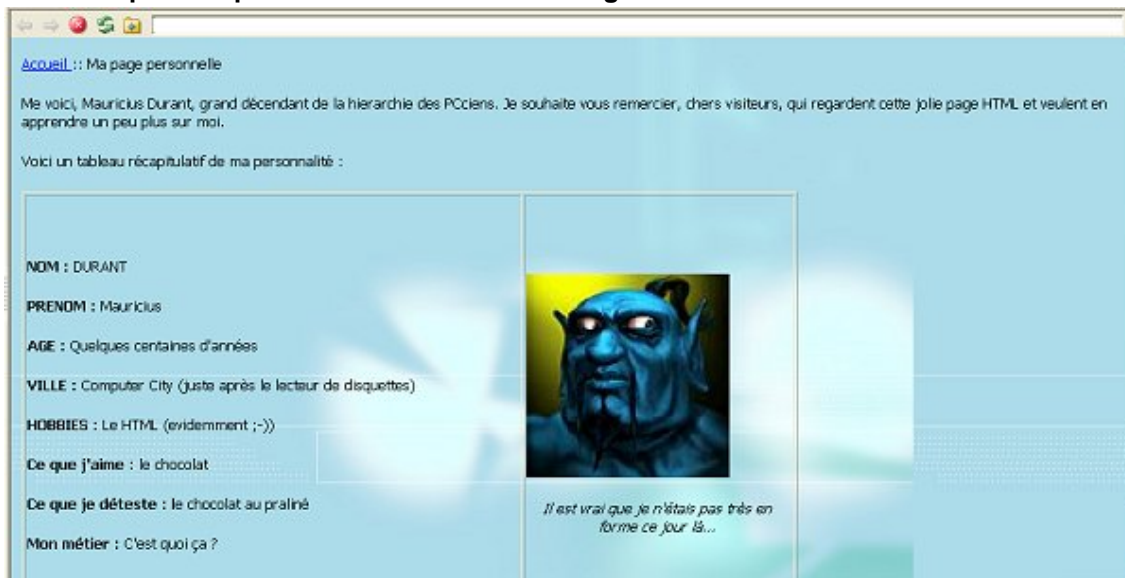 Accueil :: Ma page personnelle
Me voici, Mauricius Durant, grand décendant de la hierarchie des PCciens. Je souhaite vous remercier, chers visiteurs, qui regardent cette jolie page HTML et veulent en
apprendre un peu plus sur moi.
Voici un tableau récapitulatif de ma personnalité :
NOM : DURANT
PRENOM : Mauricius
AGE : Quelques centaines d'années
VILLE : Computer City (juste après le lecteur de disquettes)
HOBBIES : Le HTML (evidemment ;-))
Ce que j'aime : le chocolat
Ce que je déteste : le chocolat au praliné
Mon métier : C'est quoi ça ?
Il est vrai que je n'étais pas très en
forme ce jour là...